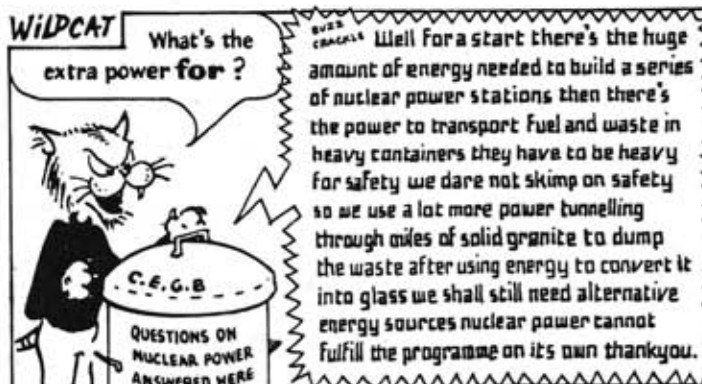 WiLDCAT
What's the
extra power for ?
BUZZ
CRACKLE Well for a start there's the huge
amount of energy needed to build a series
of nuclear power stations then there's
the power to transport fuel and waste in
heavy containers they have to be heavy
for safety we dare not skimp on safety
so we use a lot more power tunnelling
through miles of solid granite to dump
the waste after using energy to convert it
into glass we shall still need alternative
energy sources nuclear power cannot
fulfill the programme on its own thankyou.
C.E.G.B
QUESTIONS ON
NUCLEAR POWER
ANSWERED HERE